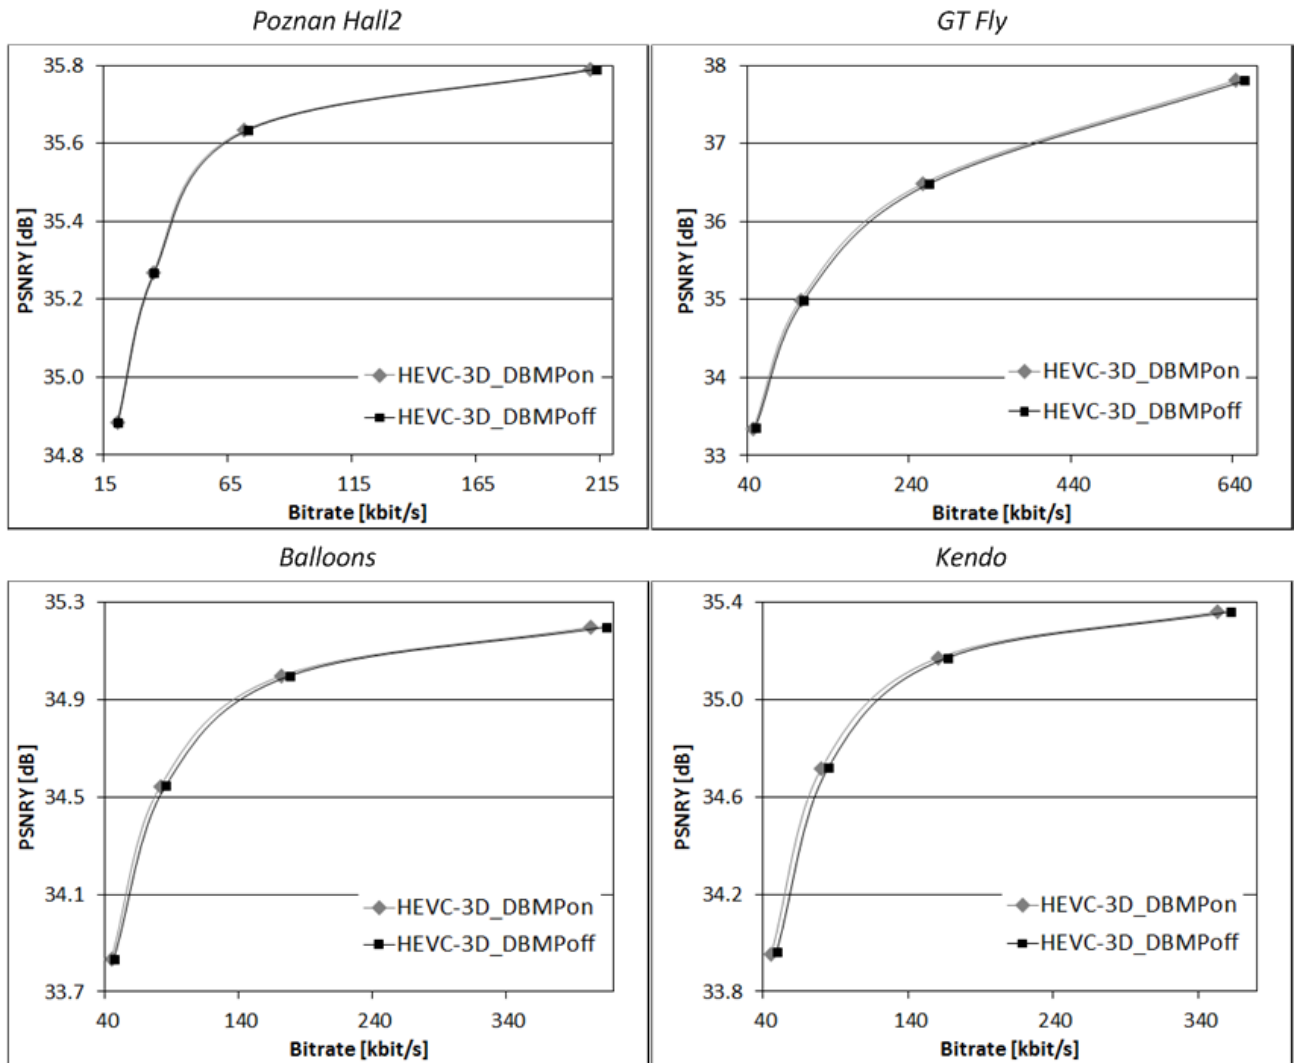 Poznan Hall2
35.8
35.6
35.4
35.2
35.0
34.8
PSNRY [dB]
HEVC-3D_DBMPon
HEVC-3D_DBMPoff
15 65 115 165 215
Bitrate [kbit/s]
GT Fly
38
37
36
35
34
33
PSNRY [dB]
HEVC-3D_DBMPon
HEVC-3D_DBMPoff
40 240 440 640
Bitrate [kbit/s]
Balloons
35.3
34.9
34.5
34.1
33.7
PSNRY [dB]
HEVC-3D_DBMPon
HEVC-3D_DBMPoff
40 140 240 340
Bitrate [kbit/s]
Kendo
35.4
35.0
34.6
34.2
33.8
PSNRY [dB]
HEVC-3D_DBMPon
HEVC-3D_DBMPoff
40 140 240 340
Bitrate [kbit/s]